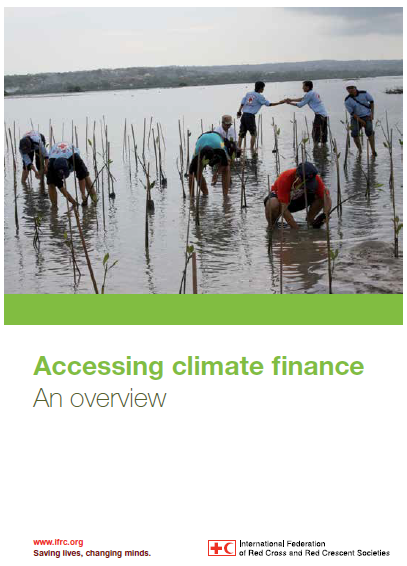 Accessing climate finance
An overview
www.ifrc.org
Saving lives, changing minds.
International Federation
of Red Cross and Red Crescent Societies